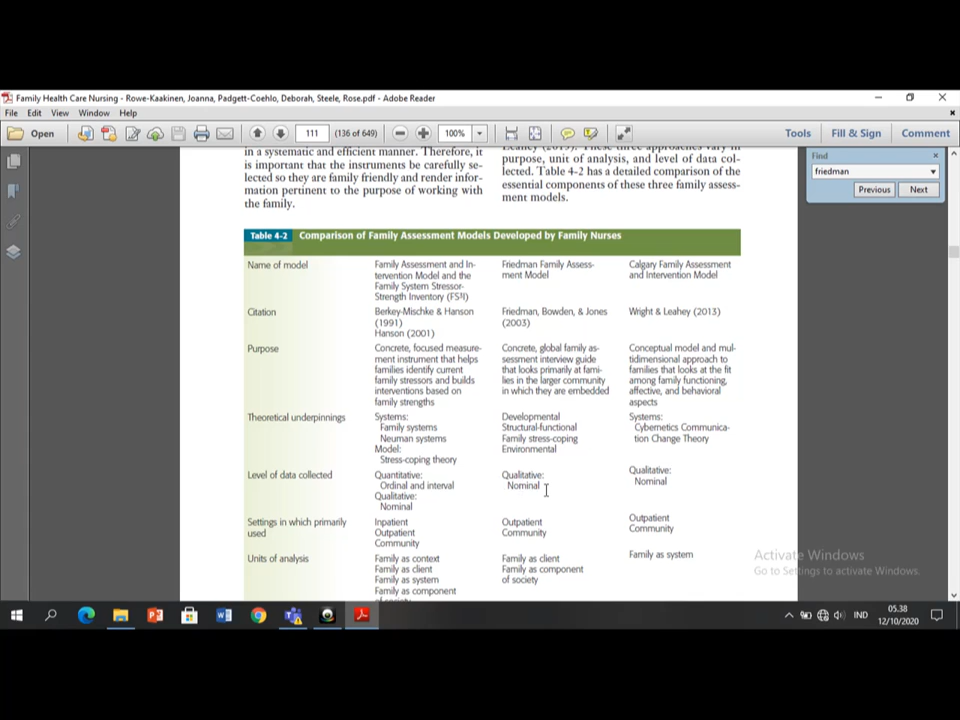 Family Health Care Nursing - Rowe-Kaakinen, Joanna, Padgett-Coehlo, Deborah, Steele, Rose.pdf - Adobe Reader
File Edit View Window Help
Open 111 (136 of 649) 100% Tools Fill & Sign Comment
Find
friedman
Previous Next
in a systematic and efficient manner. Therefore, it
is important that the instruments be carefully se-
lected so they are family friendly and render infor-
mation pertinent to the purpose of working with
the family.
purpose, unit of analysis, and level of data col-
lected. Table 4-2 has a detailed comparison of the
essential components of these three family assess-
ment models.
Table 4-2 Comparison of Family Assessment Models Developed by Family Nurses
Name of model
Family Assessment and In-
tervention Model and the
Family System Stressor-
Strength Inventory (FS³I)
Friedman Family Assess-
ment Model
Calgary Family Assessment
and Intervention Model
Citation
Berkey-Mischke & Hanson
(1991)
Hanson (2001)
Friedman, Bowden, & Jones
(2003)
Wright & Leahey (2013)
Purpose
Concrete, focused measure-
ment instrument that helps
families identify current
family stressors and builds
interventions based on
family strengths
Concrete, global family as-
sessment interview guide
that looks primarily at fami-
lies in the larger community
in which they are embedded
Conceptual model and mul-
tidimensional approach to
families that looks at the fit
among family functioning,
affective, and behavioral
aspects
Theoretical underpinnings
Systems:
Family systems
Neuman systems
Model:
Stress-coping theory
Developmental
Structural-functional
Family stress-coping
Environmental
Systems:
Cybernetics Communica-
tion Change Theory
Level of data collected
Quantitative:
Ordinal and interval
Qualitative:
Nominal
Qualitative:
Nominal
Qualitative:
Nominal
Settings in which primarily
used
Inpatient
Outpatient
Community
Outpatient
Community
Outpatient
Community
Units of analysis
Family as context
Family as client
Family as system
Family as component
Family as client
Family as component
of society
Family as system
Activate Windows
Go to Settings to activate Windows.
IND
05.38
12/10/2020